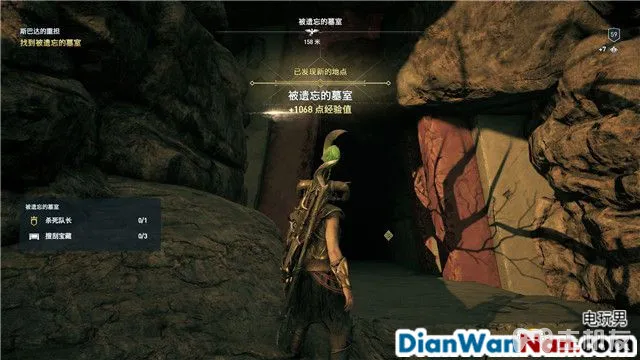 被遗忘的墓室
158 米
斯巴达的重担
找到被遗忘的墓室
59
+7
已发现新的地点
被遗忘的墓室
+1068 点经验值
被遗忘的墓室
杀死队长 0/1
搜刮宝藏 0/3
电玩男
DianWanNan.com